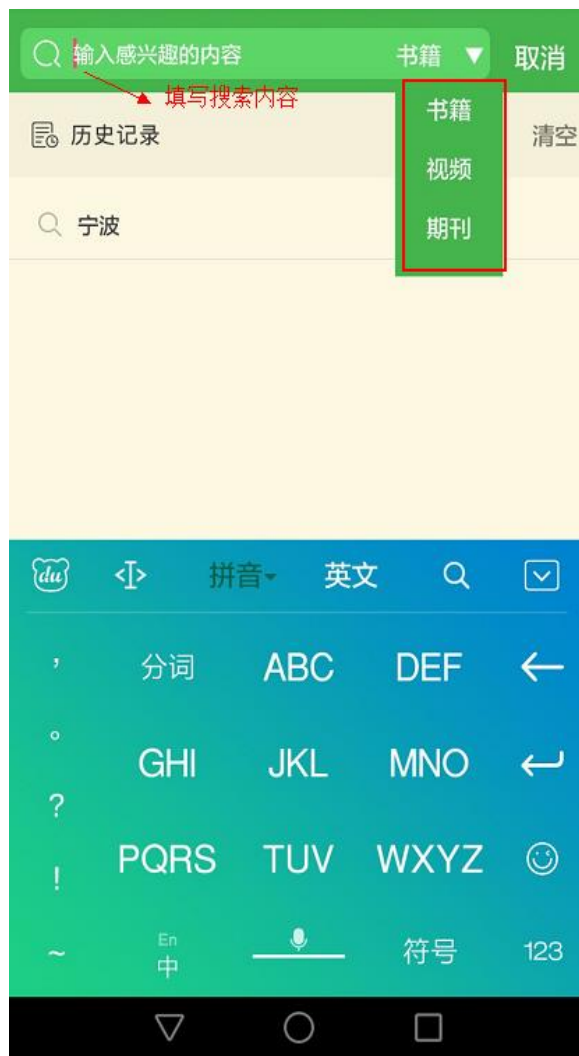 输入感兴趣的内容 书籍 ▼ 取消
填写搜索内容
书籍
历史记录 清空
视频
宁波
期刊
du 拼音 英文
， 分词 ABC DEF
。 GHI JKL MNO
？
PQRS TUV WXYZ
！
~ En
中 符号 123